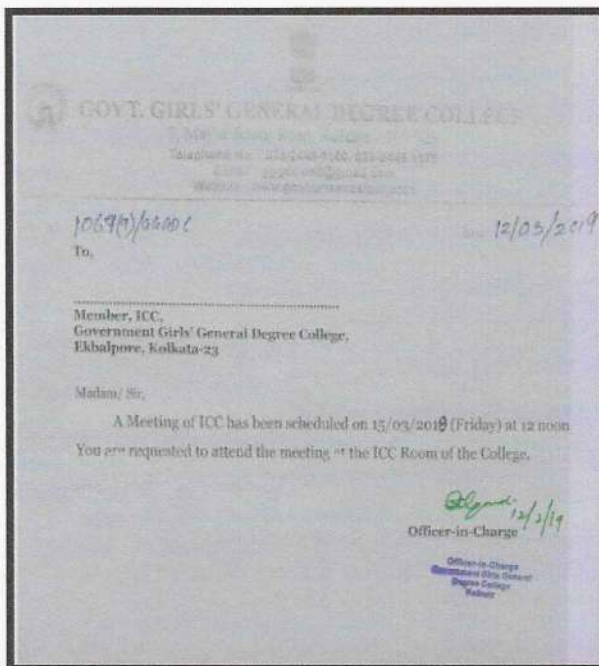 GOVT. GIRLS' GENERAL DEGREE COLLEGE
Telephone No.
Website
12/03/2019
To,
Member, ICC,
Government Girls' General Degree College,
Ekbalpore, Kolkata-23
Madam/ Sir,
A Meeting of ICC has been scheduled on 15/03/2019 (Friday) at 12 noon
You are requested to attend the meeting at the ICC Room of the College.
12/3/19
Officer-in-Charge
Officer-in-Charge
Government Girls General
Degree College